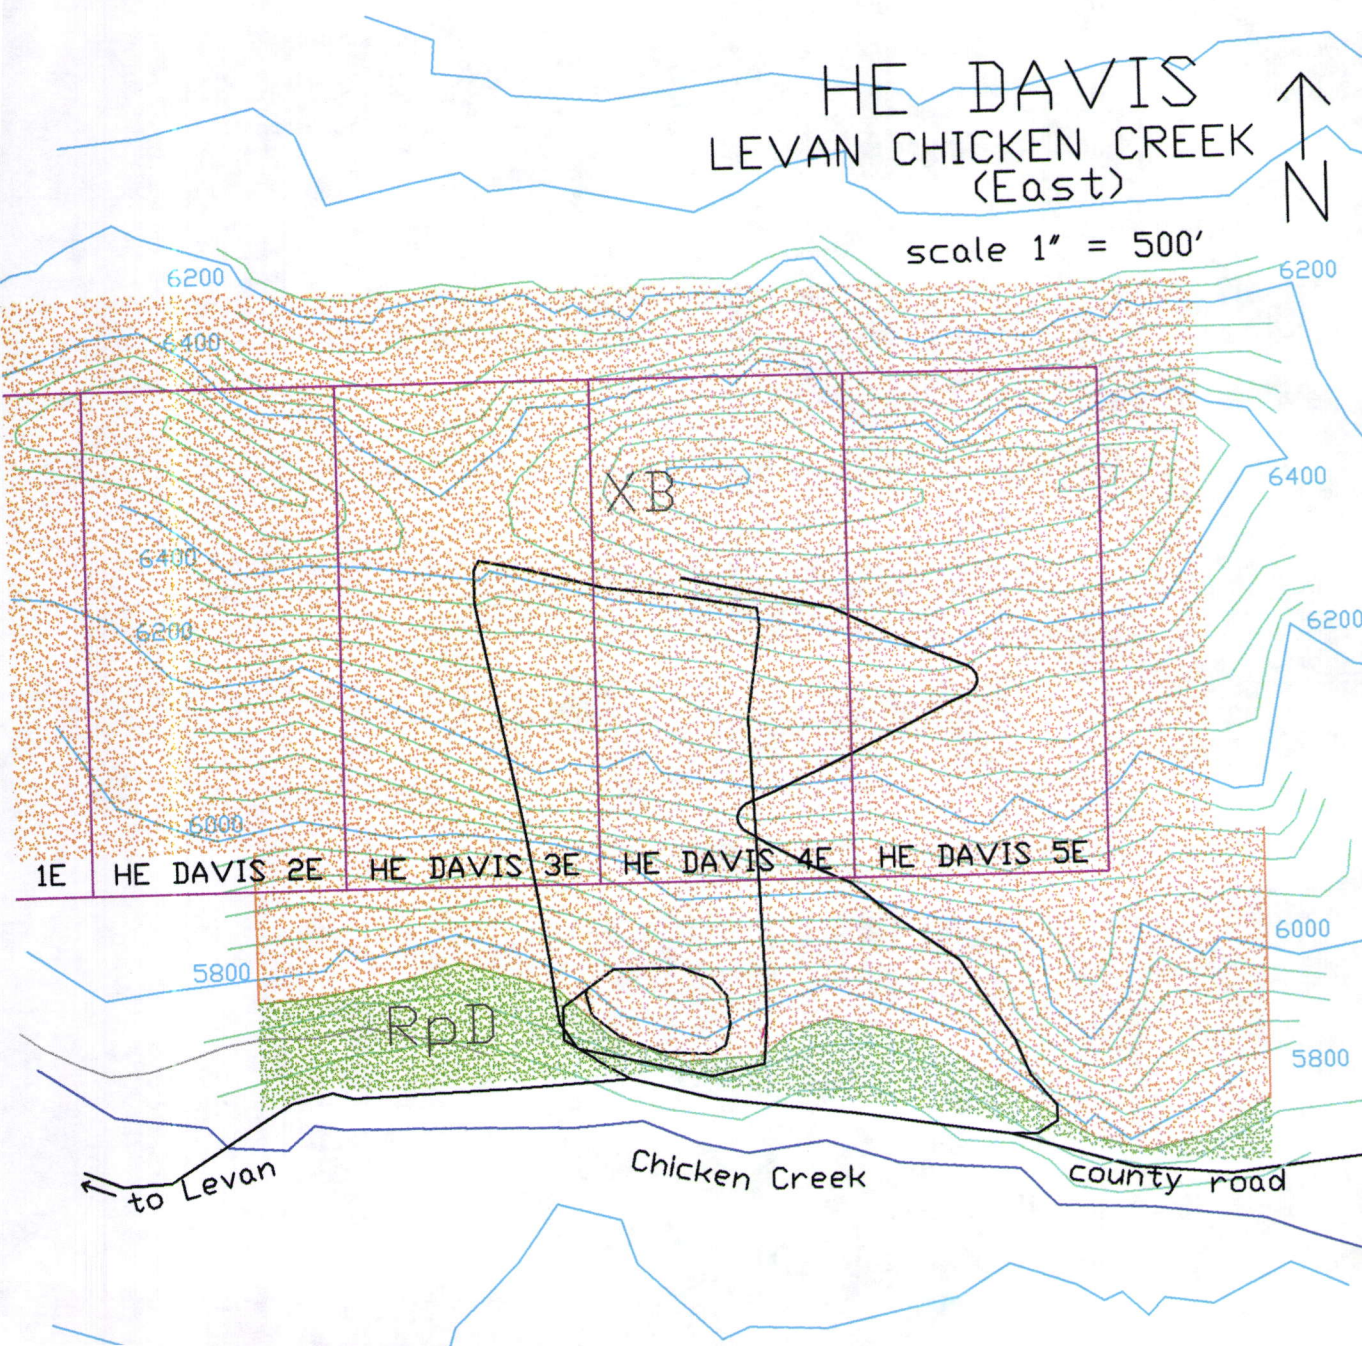 HE DAVIS
LEVAN CHICKEN CREEK
(East)
N
scale 1" = 500'
6200
6200
6400
XB
6400
6400
6200
6200
6000
1E
HE DAVIS 2E
HE DAVIS 3E
HE DAVIS 4E
HE DAVIS 5E
6000
5800
RpD
5800
to Levan
Chicken Creek
county road